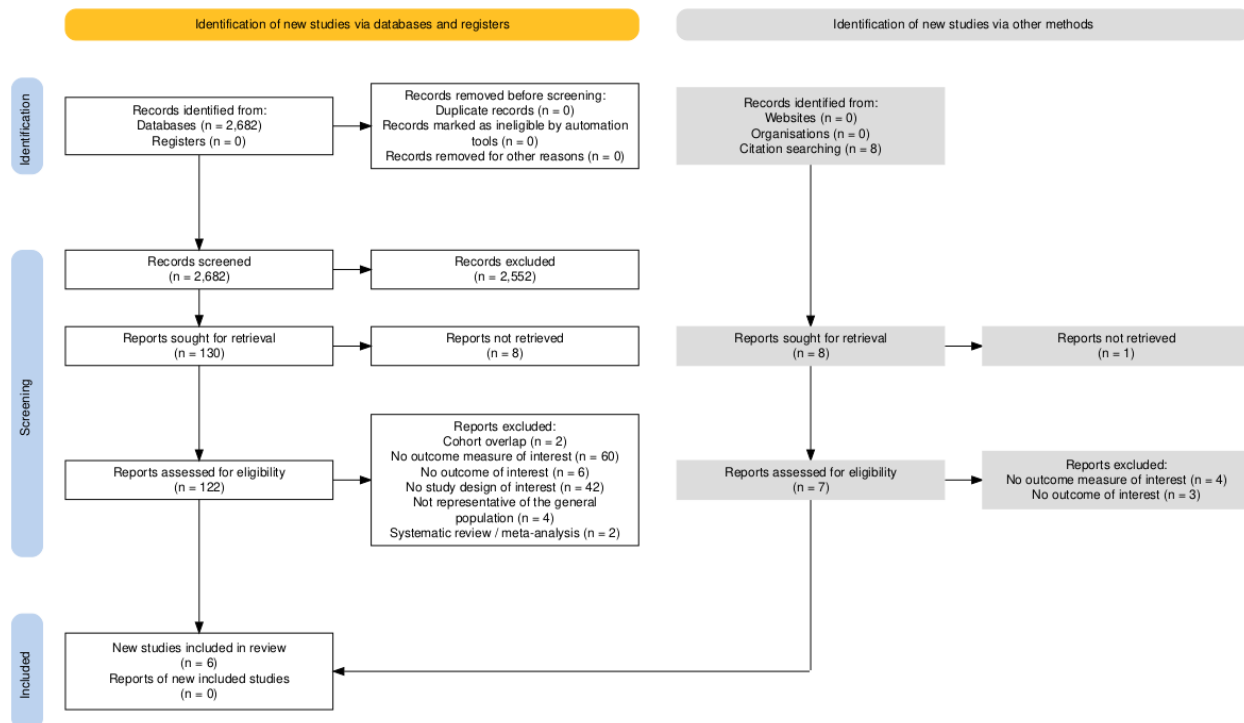 Identification of new studies via databases and registers
Identification of new studies via other methods
Identification
Records identified from:
Databases (n = 2,682)
Registers (n = 0)
Records removed before screening:
Duplicate records (n = 0)
Records marked as ineligible by automation
tools (n = 0)
Records removed for other reasons (n = 0)
Records identified from:
Websites (n = 0)
Organisations (n = 0)
Citation searching (n = 8)
Screening
Records screened
(n = 2,682)
Records excluded
(n = 2,552)
Reports sought for retrieval
(n = 130)
Reports not retrieved
(n = 8)
Reports sought for retrieval
(n = 8)
Reports not retrieved
(n = 1)
Reports assessed for eligibility
(n = 122)
Reports excluded:
Cohort overlap (n = 2)
No outcome measure of interest (n = 60)
No outcome of interest (n = 6)
No study design of interest (n = 42)
Not representative of the general
population (n = 4)
Systematic review / meta-analysis (n = 2)
Reports assessed for eligibility
(n = 7)
Reports excluded:
No outcome measure of interest (n = 4)
No outcome of interest (n = 3)
Included
New studies included in review
(n = 6)
Reports of new included studies
(n = 0)